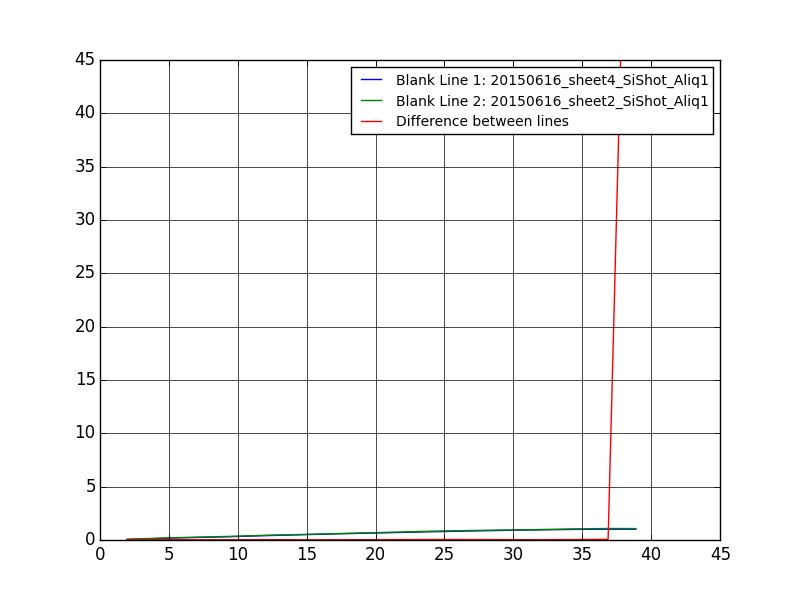 45
40
35
30
25
20
15
10
5
0
Blank Line 1: 20150616_sheet4_SiShot_Aliq1
Blank Line 2: 20150616_sheet2_SiShot_Aliq1
Difference between lines
0 5 10 15 20 25 30 35 40 45